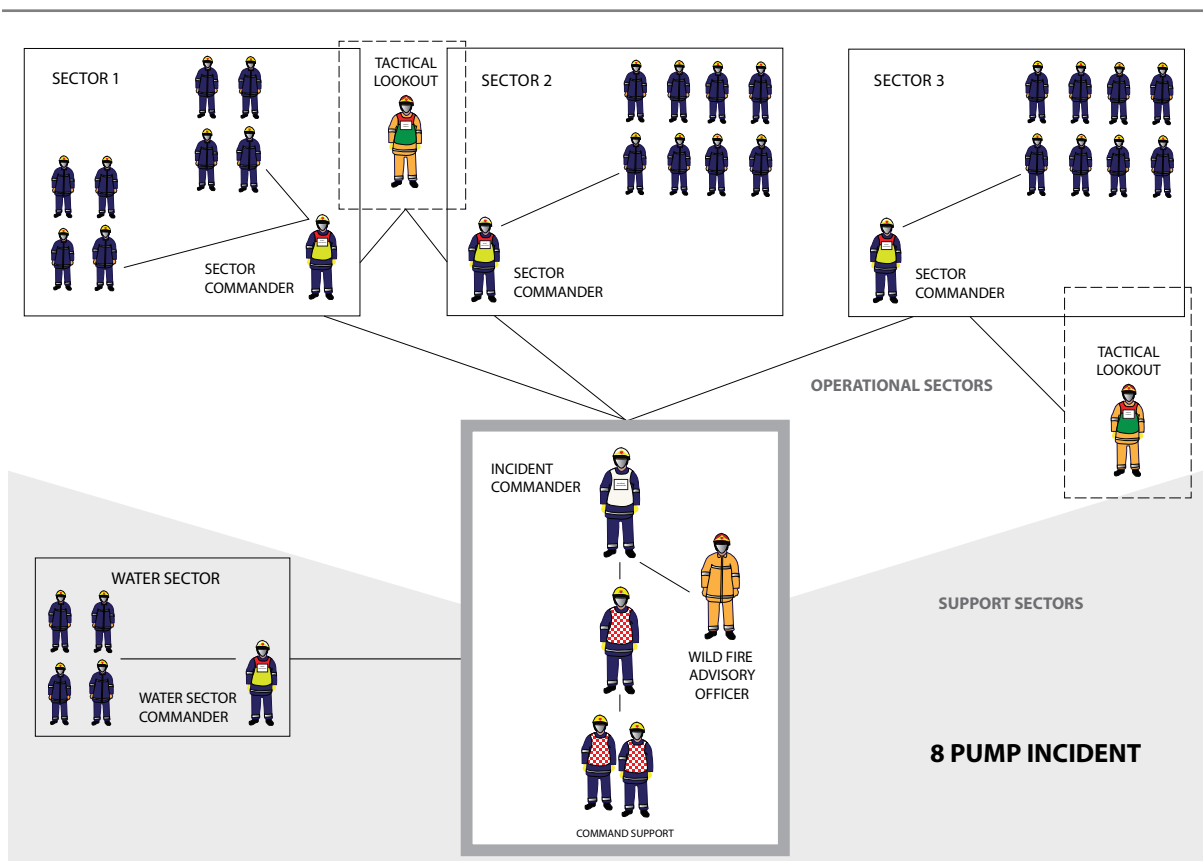 SECTOR 1
TACTICAL
LOOKOUT
SECTOR 2
SECTOR 3
SECTOR
COMMANDER
SECTOR
COMMANDER
SECTOR
COMMANDER
TACTICAL
LOOKOUT
OPERATIONAL SECTORS
INCIDENT
COMMANDER
WATER SECTOR
SUPPORT SECTORS
WILD FIRE
ADVISORY
OFFICER
WATER SECTOR
COMMANDER
8 PUMP INCIDENT
COMMAND SUPPORT